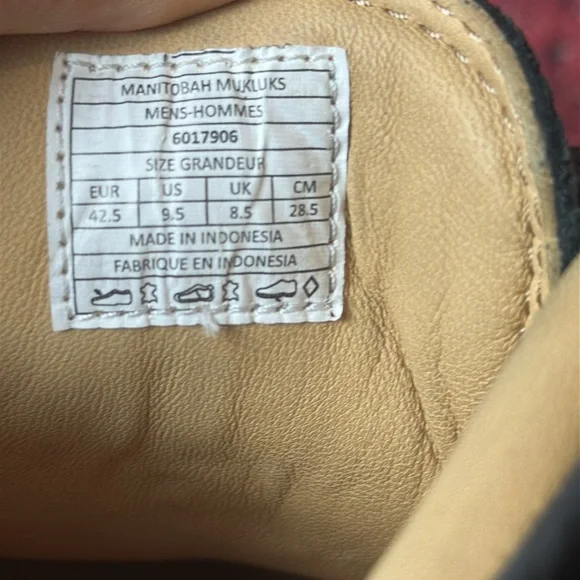 MANITOBAH MUKLUKS
MENS-HOMMES
6017906
SIZE GRANDEUR
EUR US UK CM
42.5 9.5 8.5 28.5
MADE IN INDONESIA
FABRIQUE EN INDONESIA